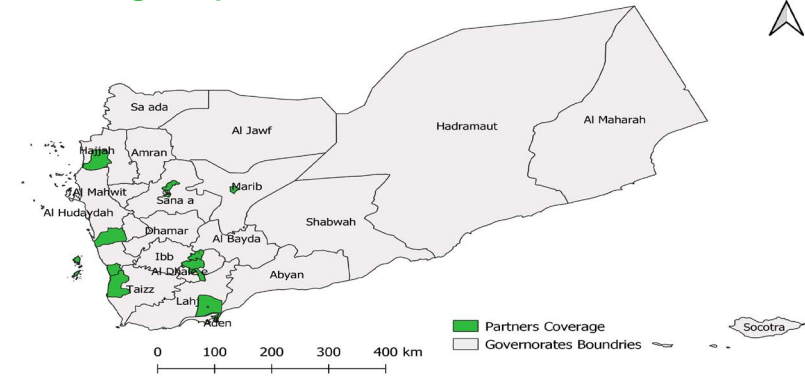 Sa ada
Al Jawf
Hadramaut
Al Maharah
Hajjah
Amran
Marib
Al Mahwit
Sana a
Al Hudaydah
Shabwah
Dhamar
Al Bayda
Ibb
Al Dhale e
Abyan
Taizz
Lahj
Aden
Partners Coverage
Governorates Boundries
Socotra
0 100 200 300 400 km